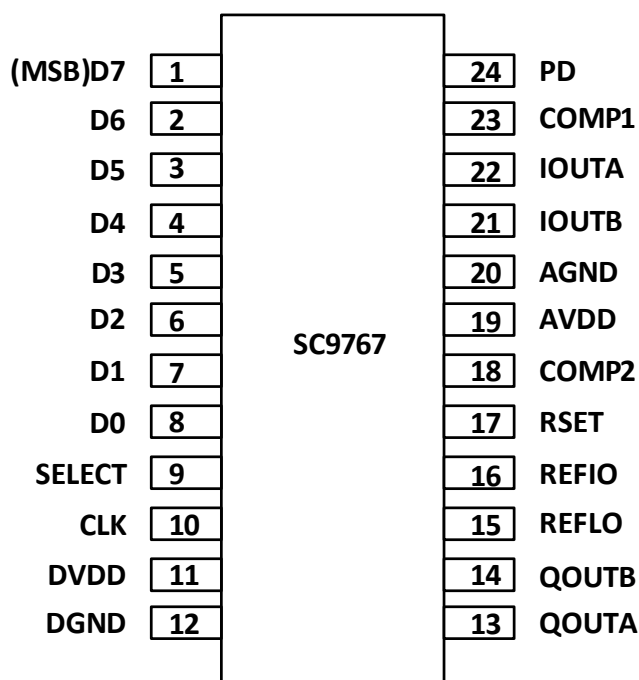 (MSB)D7 1 24 PD
D6 2 23 COMP1
D5 3 22 IOUTA
D4 4 21 IOUTB
D3 5 20 AGND
D2 6 19 AVDD
SC9767
D1 7 18 COMP2
D0 8 17 RSET
SELECT 9 16 REFIO
CLK 10 15 REFLO
DVDD 11 14 QOUTB
DGND 12 13 QOUTA